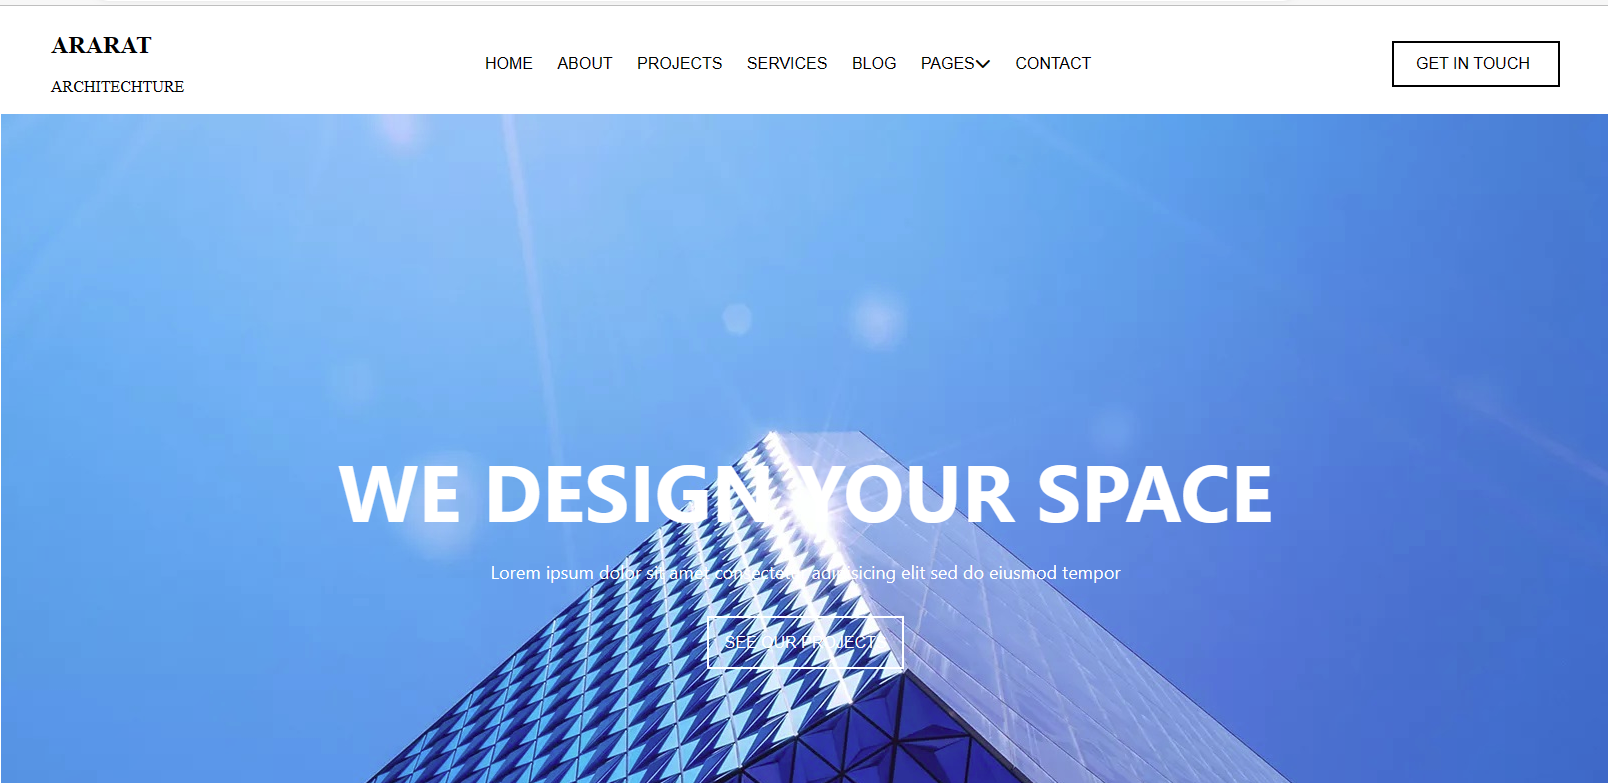 ARARAT
ARCHITECHTURE
HOME ABOUT PROJECTS SERVICES BLOG PAGES CONTACT
GET IN TOUCH
WE DESIGN YOUR SPACE
Lorem ipsum dolor sit amet consectetur adipisicing elit sed do eiusmod tempor
SEE OUR PROJECTS